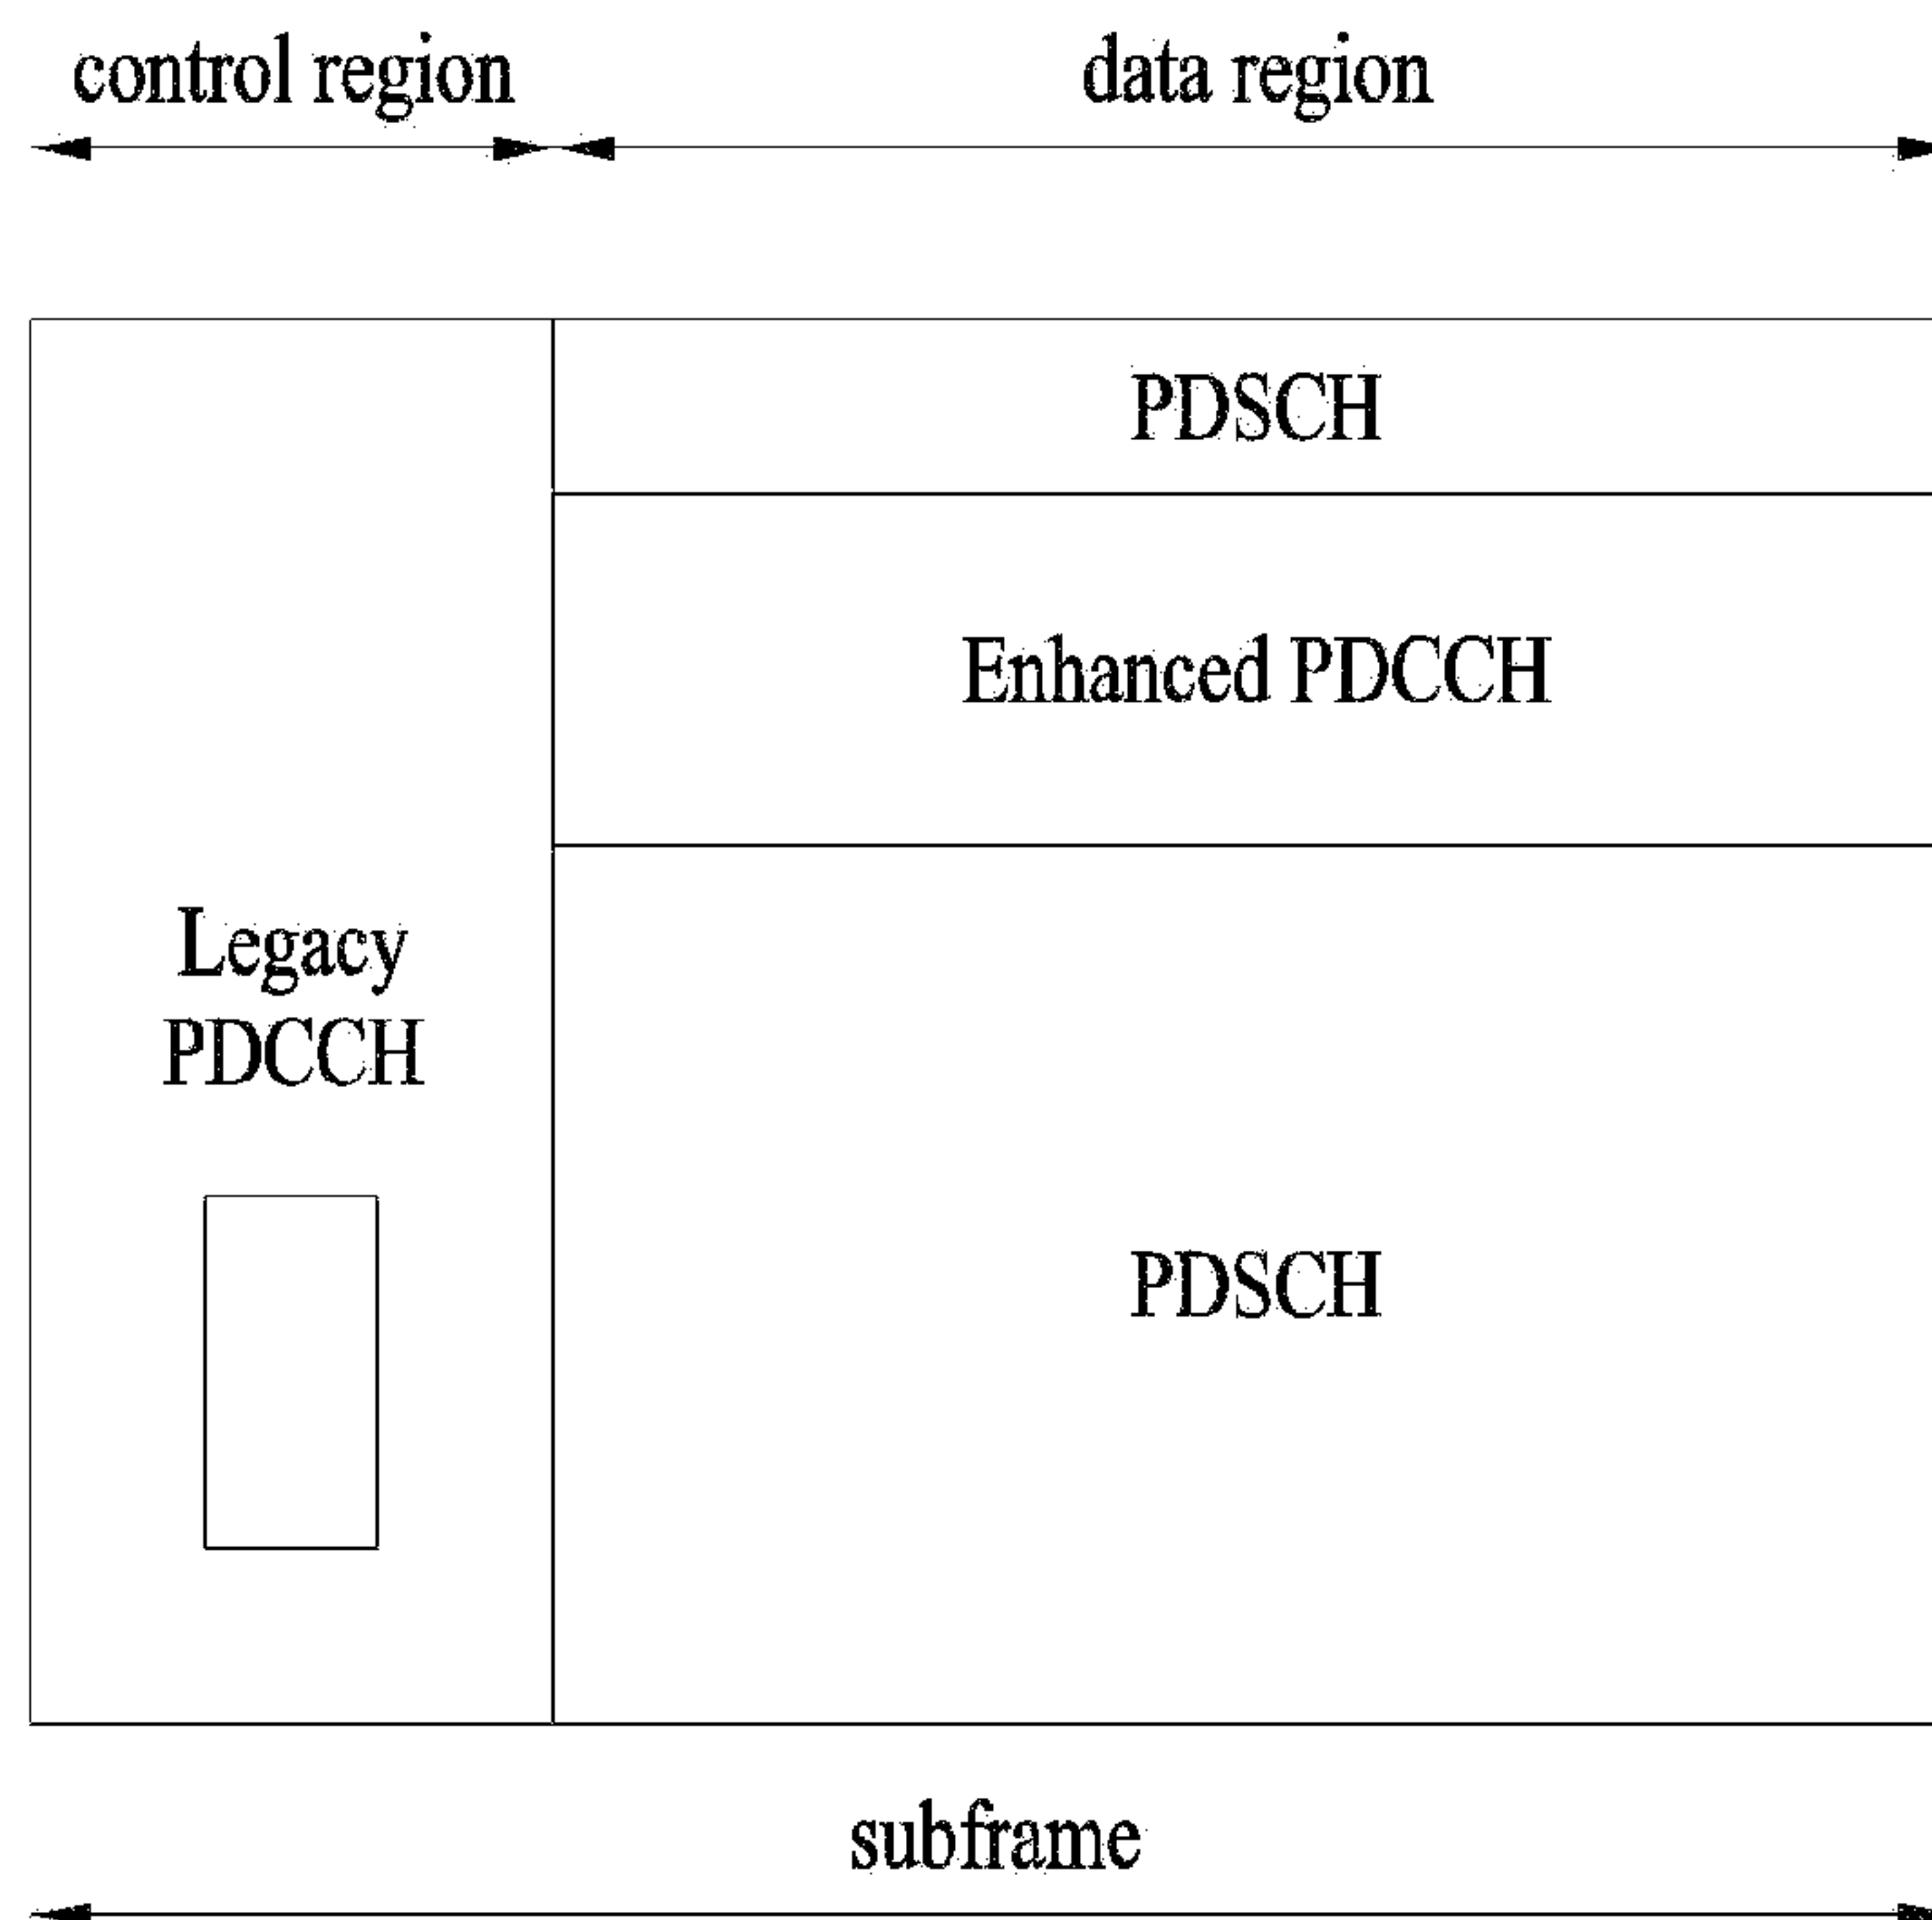 control region
data region
PDSCH
Enhanced PDCCH
Legacy
PDCCH
PDSCH
subframe